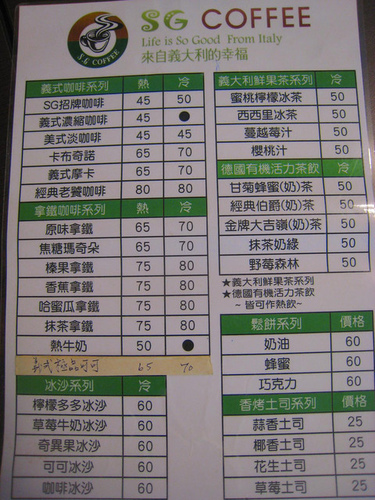 SG COFFEE
SG COFFEE
Life is So Good From Italy
來自義大利的幸福
義式咖啡系列 熱 冷
SG招牌咖啡 45 50
義式濃縮咖啡 45 ●
美式淡咖啡 45 45
卡布奇諾 65 70
義式摩卡 65 70
經典老饕咖啡 80 80
拿鐵咖啡系列 熱 冷
原味拿鐵 65 70
焦糖瑪奇朵 65 70
榛果拿鐵 75 80
香蕉拿鐵 75 80
哈蜜瓜拿鐵 75 80
抹茶拿鐵 75 80
熱牛奶 50 ●
義式極品可可 65 70
冰沙系列 冷
檸檬多多冰沙 60
草莓牛奶冰沙 60
奇異果冰沙 60
可可冰沙 60
咖啡冰沙 60
義大利鮮果茶系列 冷
蜜桃檸檬冰茶 50
西西里冰茶 50
蔓越莓汁 50
櫻桃汁 50
德國有機活力茶飲 冷
甘菊蜂蜜(奶)茶 50
經典伯爵(奶)茶 50
金牌大吉嶺(奶)茶 50
抹茶奶綠 50
野莓森林 50
★義大利鮮果茶系列
★德國有機活力茶飲
~ 皆可作熱飲~
鬆餅系列 價格
奶油 60
蜂蜜 60
巧克力 60
香烤土司系列 價格
蒜香土司 25
椰香土司 25
花生土司 25
草莓土司 25